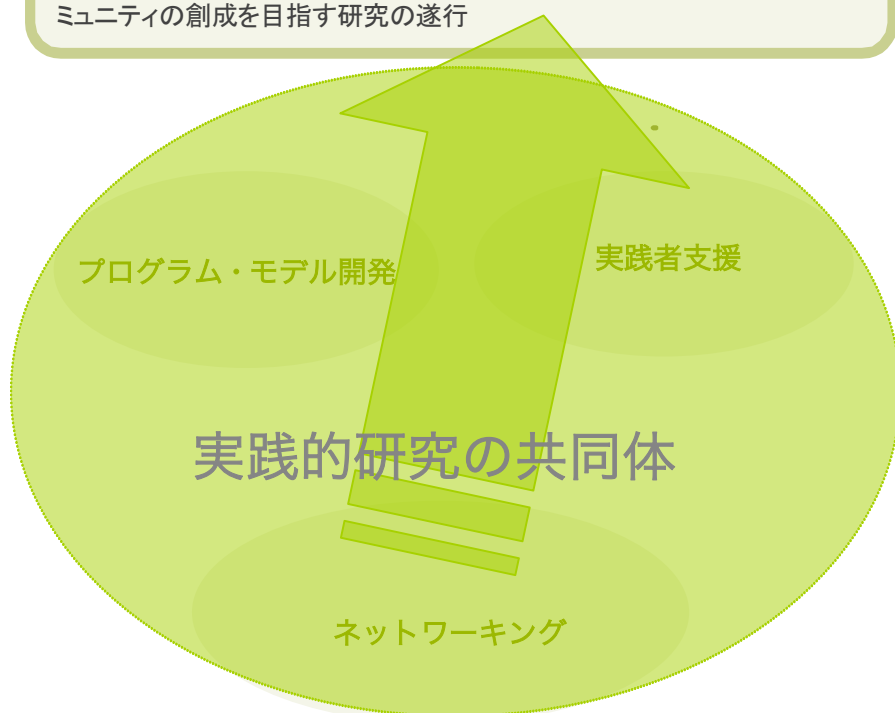 ミュニティの創成を目指す研究の遂行
プログラム・モデル開発
実践者支援
実践的研究の共同体
ネットワーキング